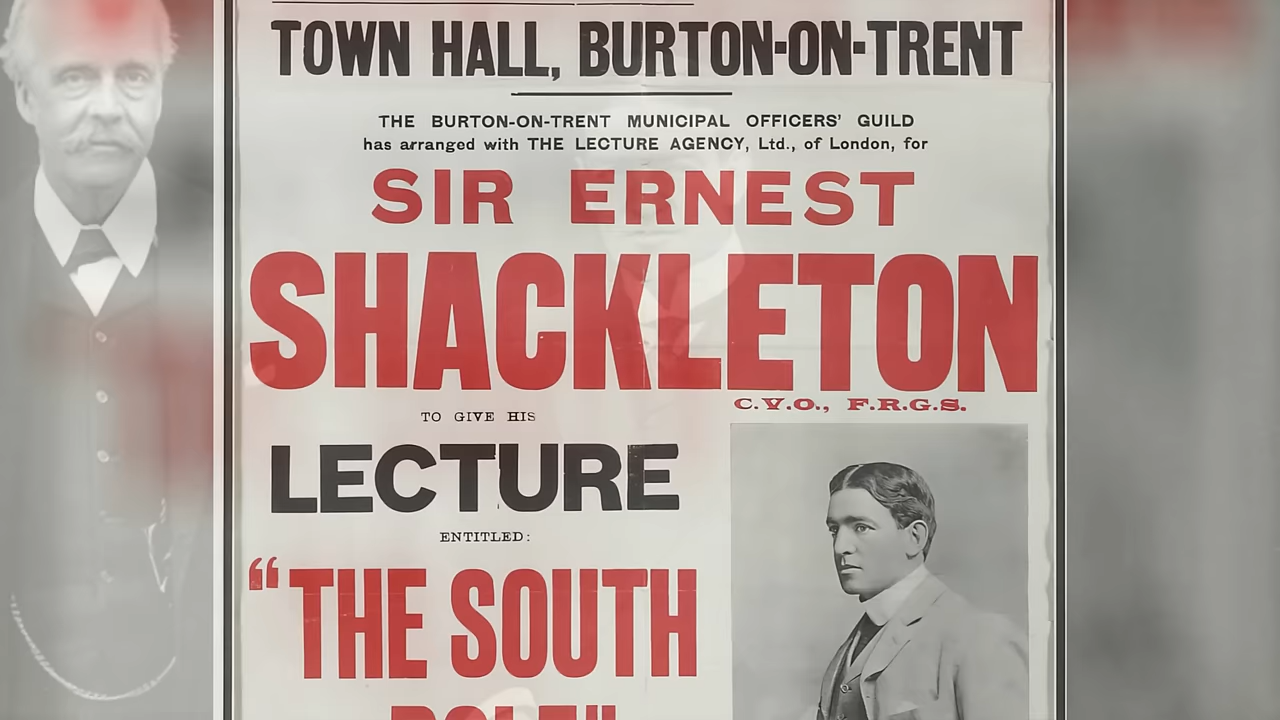 TOWN HALL, BURTON-ON-TRENT
THE BURTON-ON-TRENT MUNICIPAL OFFICERS' GUILD
has arranged with THE LECTURE AGENCY, Ltd., of London, for
SIR ERNEST
SHACKLETON
C.V.O., F.R.G.S.
TO GIVE HIS
LECTURE
ENTITLED:
"THE SOUTH
POLE"